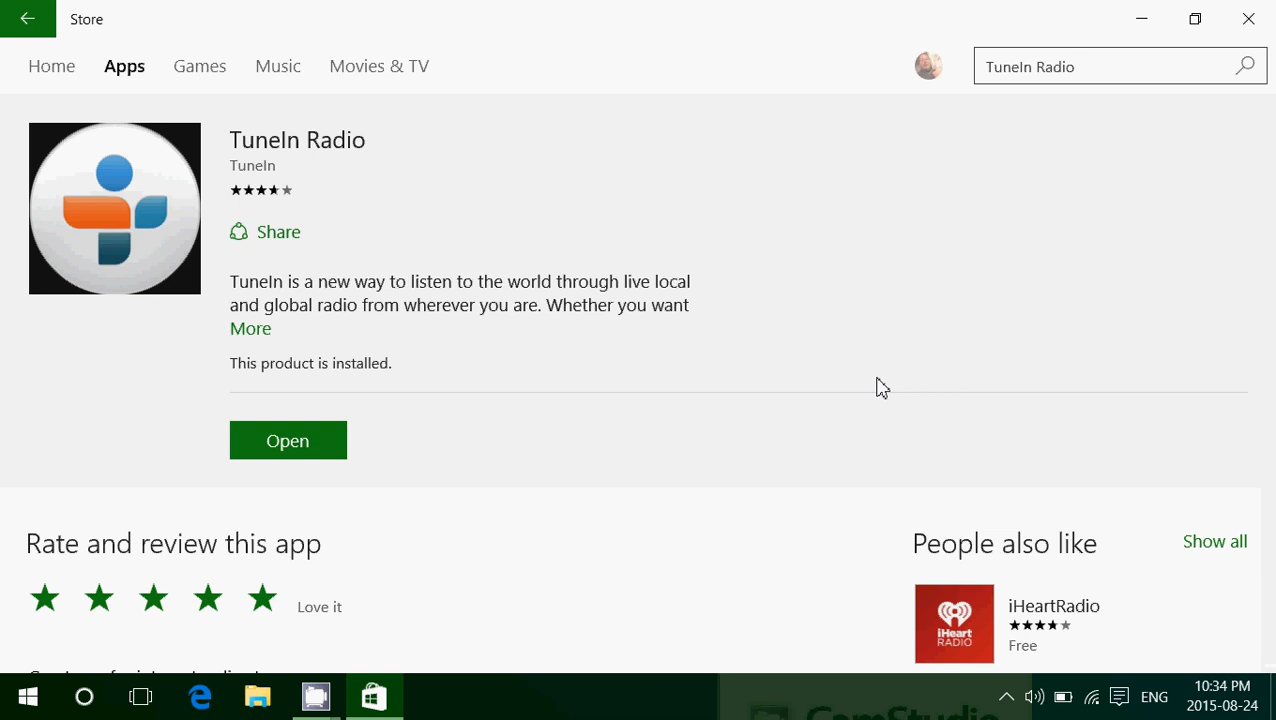 Store
Home Apps Games Music Movies & TV
TuneIn Radio
TuneIn Radio
TuneIn
Share
TuneIn is a new way to listen to the world through live local
and global radio from wherever you are. Whether you want
More
This product is installed.
Open
Rate and review this app
Love it
People also like
Show all
iHeart
RADIO
iHeartRadio
Free
CamStudio
ENG
10:34 PM
2015-08-24